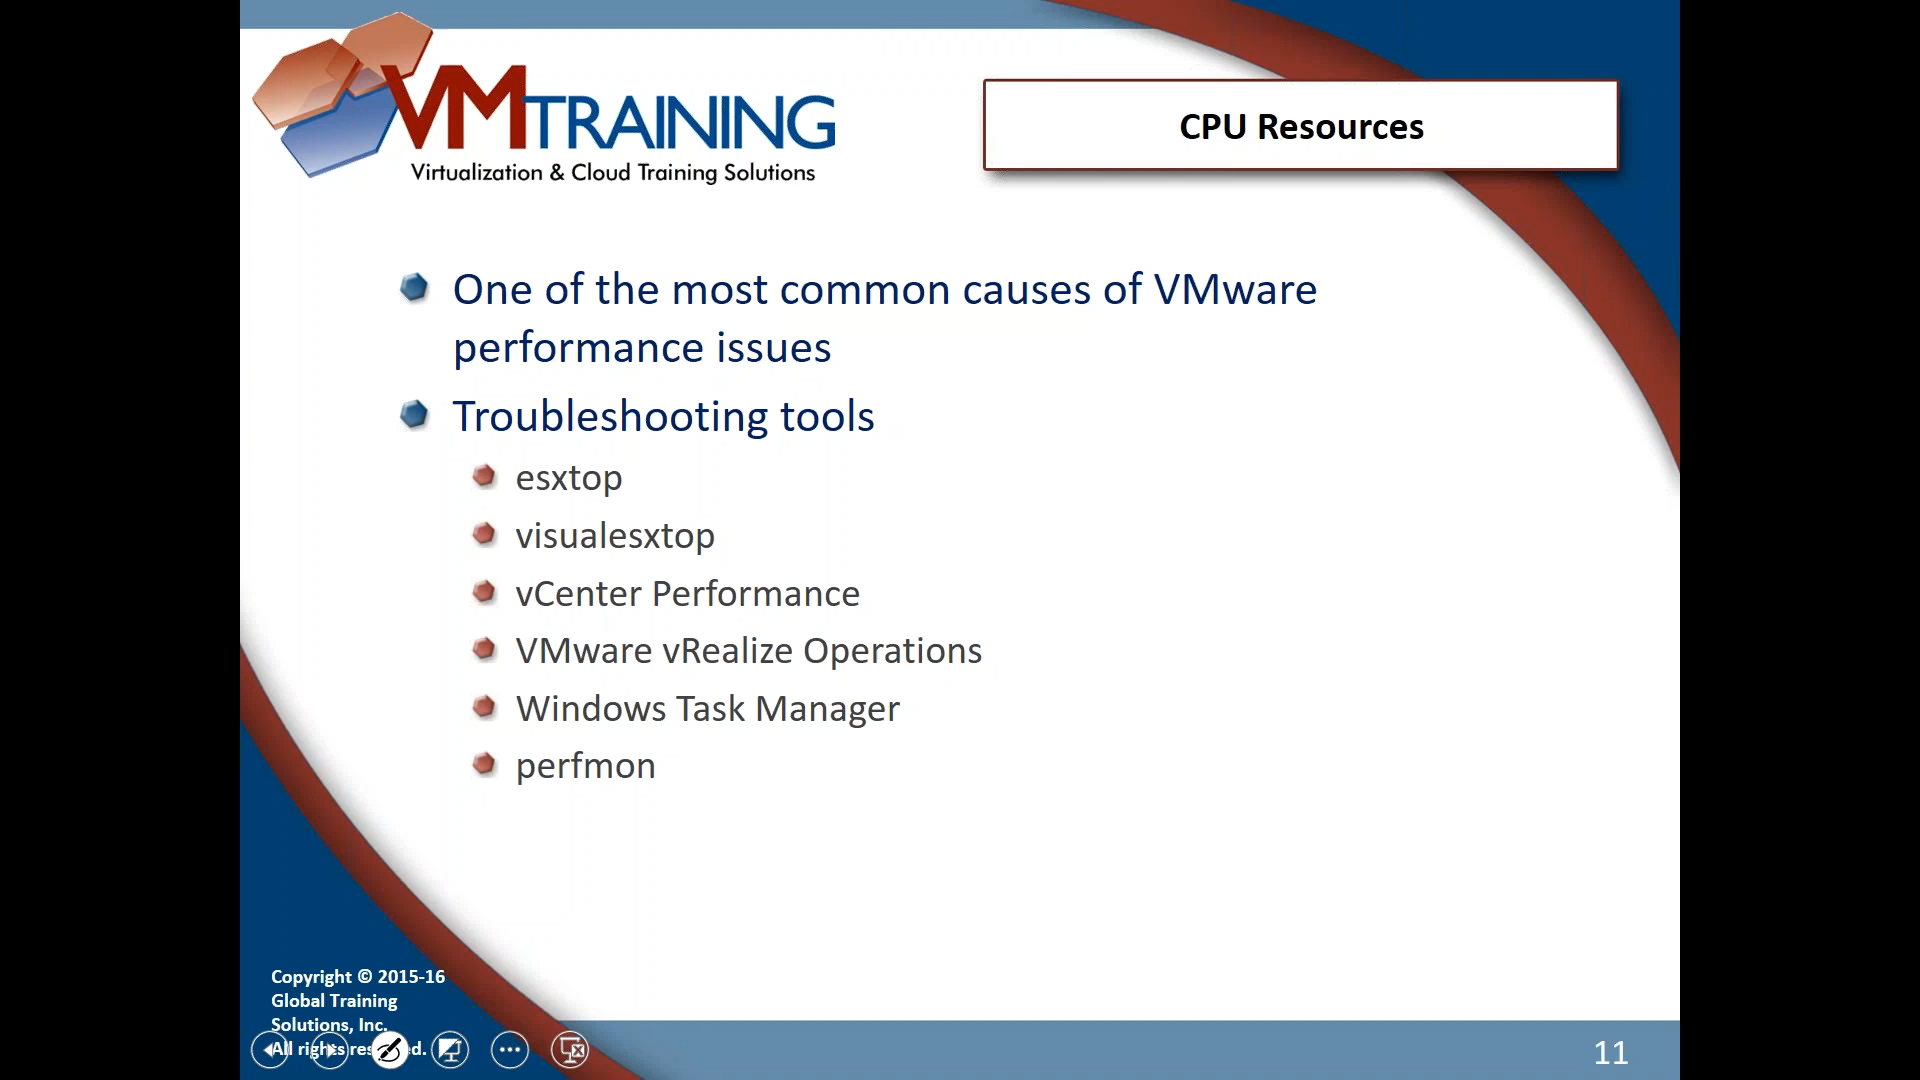 VMTRAINING
Virtualization & Cloud Training Solutions
CPU Resources
One of the most common causes of VMware
performance issues
Troubleshooting tools
esxtop
visualesxtop
vCenter Performance
VMware vRealize Operations
Windows Task Manager
perfmon
Copyright © 2015-16
Global Training
Solutions, Inc.
All rights
11